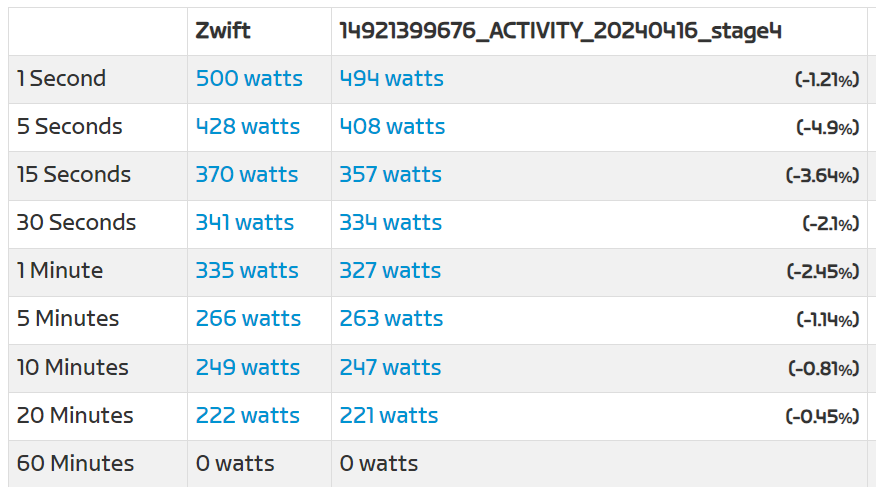 Zwift 14921399676_ACTIVITY_20240416_stage4
1 Second 500 watts 494 watts (-1.21%)
5 Seconds 428 watts 408 watts (-4.9%)
15 Seconds 370 watts 357 watts (-3.64%)
30 Seconds 341 watts 334 watts (-2.1%)
1 Minute 335 watts 327 watts (-2.45%)
5 Minutes 266 watts 263 watts (-1.14%)
10 Minutes 249 watts 247 watts (-0.81%)
20 Minutes 222 watts 221 watts (-0.45%)
60 Minutes 0 watts 0 watts